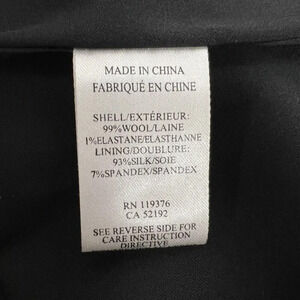 MADE IN CHINA
FABRIQUÉ EN CHINE
SHELL/EXTÉRIEUR:
99%WOOL/LAINE
1%ELASTANE/ELASTHANNE
LINING/DOUBLURE:
93%SILK/SOIE
7%SPANDEX/SPANDEX
RN 119376
CA 52192
SEE REVERSE SIDE FOR
CARE INSTRUCTION
DIRECTIVE